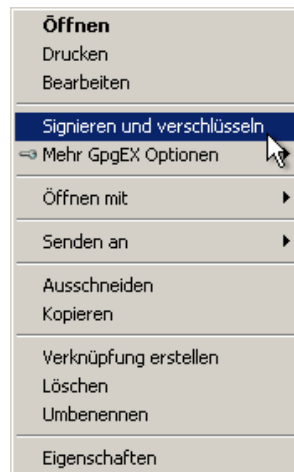 Öffnen
Drucken
Bearbeiten
Signieren und verschlüsseln
Mehr GpgEX Optionen
Öffnen mit
Senden an
Ausschneiden
Kopieren
Verknüpfung erstellen
Löschen
Umbenennen
Eigenschaften